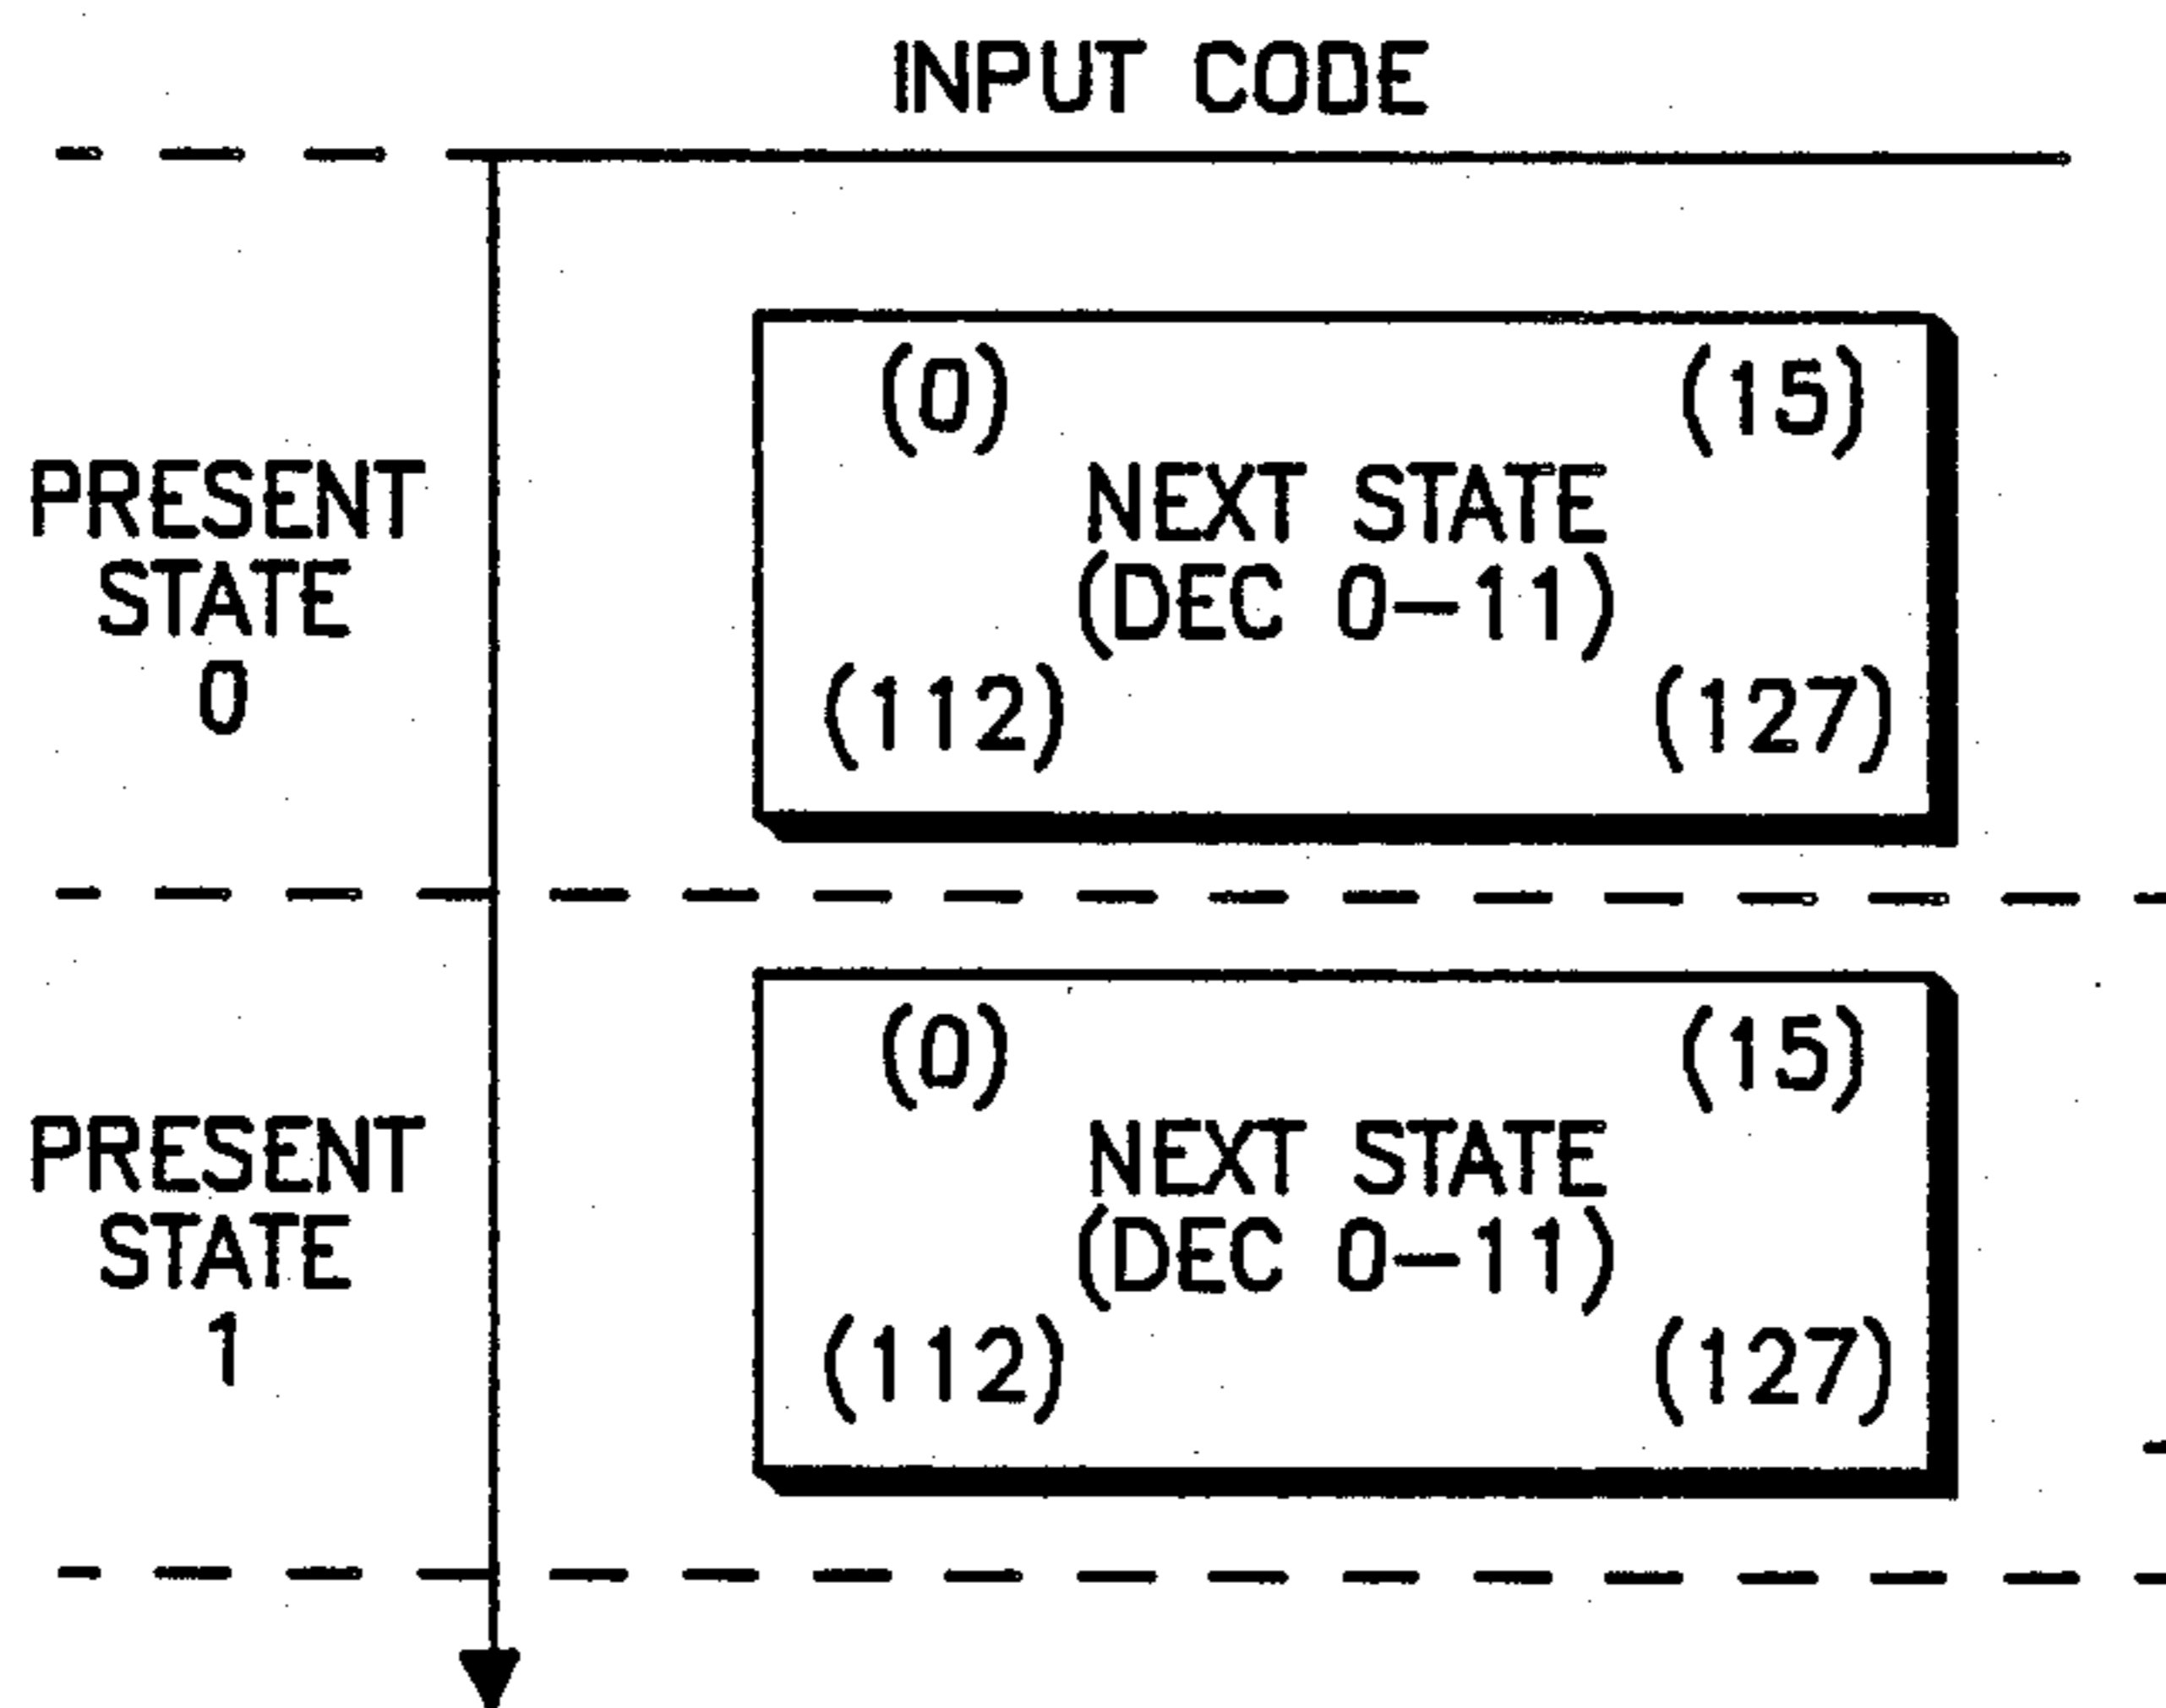 INPUT CODE
(0) (15)
PRESENT
STATE
0
NEXT STATE
(DEC 0-11)
(112) (127)
(0) (15)
PRESENT
STATE
1
NEXT STATE
(DEC 0-11)
(112) (127)